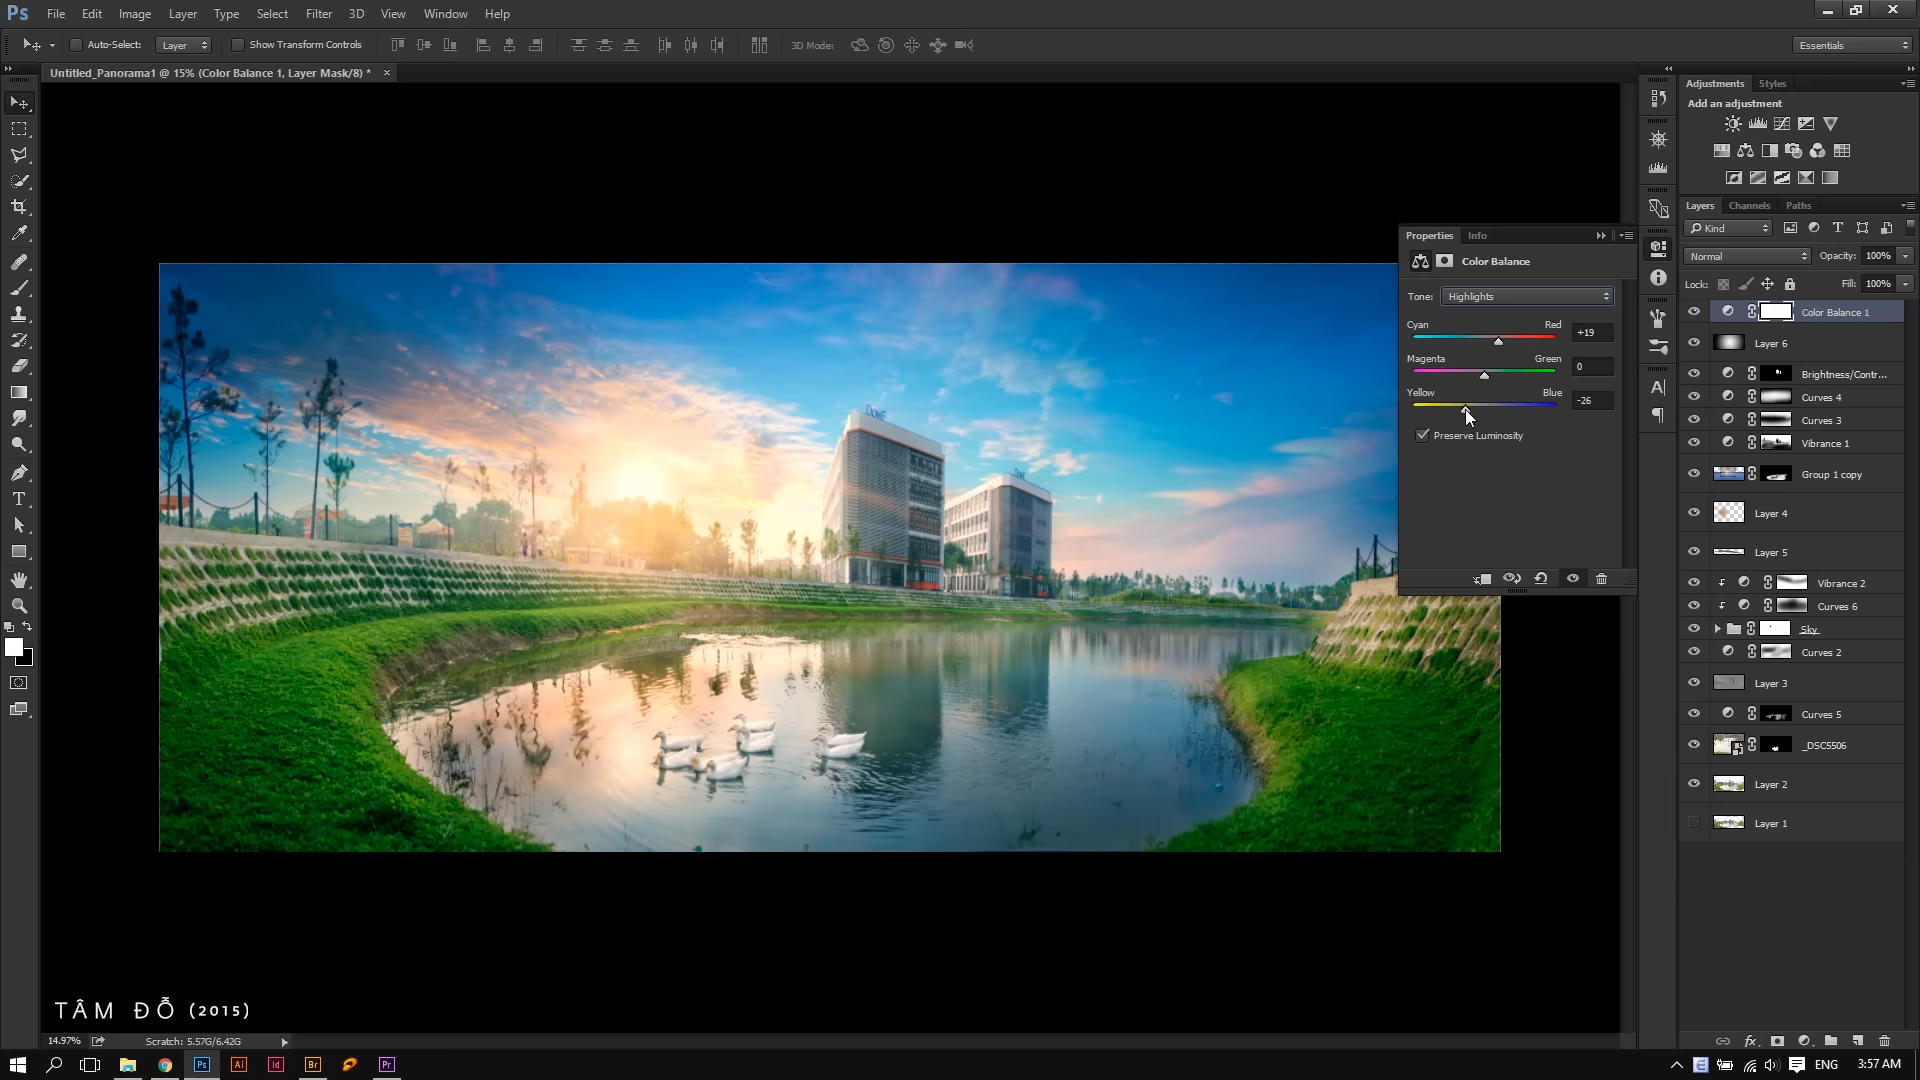 Ps File Edit Image Layer Type Select Filter 3D View Window Help
Auto-Select: Layer Show Transform Controls 3D Mode: Essentials
Untitled_Panorama1 @ 15% (Color Balance 1, Layer Mask/8) * ×
Adjustments Styles
Add an adjustment
Layers Channels Paths
Kind
Normal Opacity: 100%
Lock: Fill: 100%
Color Balance 1
Layer 6
Brightness/Contr...
Curves 4
Curves 3
Vibrance 1
Group 1 copy
Layer 4
Layer 5
Vibrance 2
Curves 6
Sky
Curves 2
Layer 3
Curves 5
_DSC5506
Layer 2
Layer 1
Properties Info
Color Balance
Tone: Highlights
Cyan Red +19
Magenta Green 0
Yellow Blue -26
Preserve Luminosity
TÂM ĐỖ (2015)
14.97% Scratch: 5.57G/6.42G
Ps Ai Id Br Pr ENG 3:57 AM